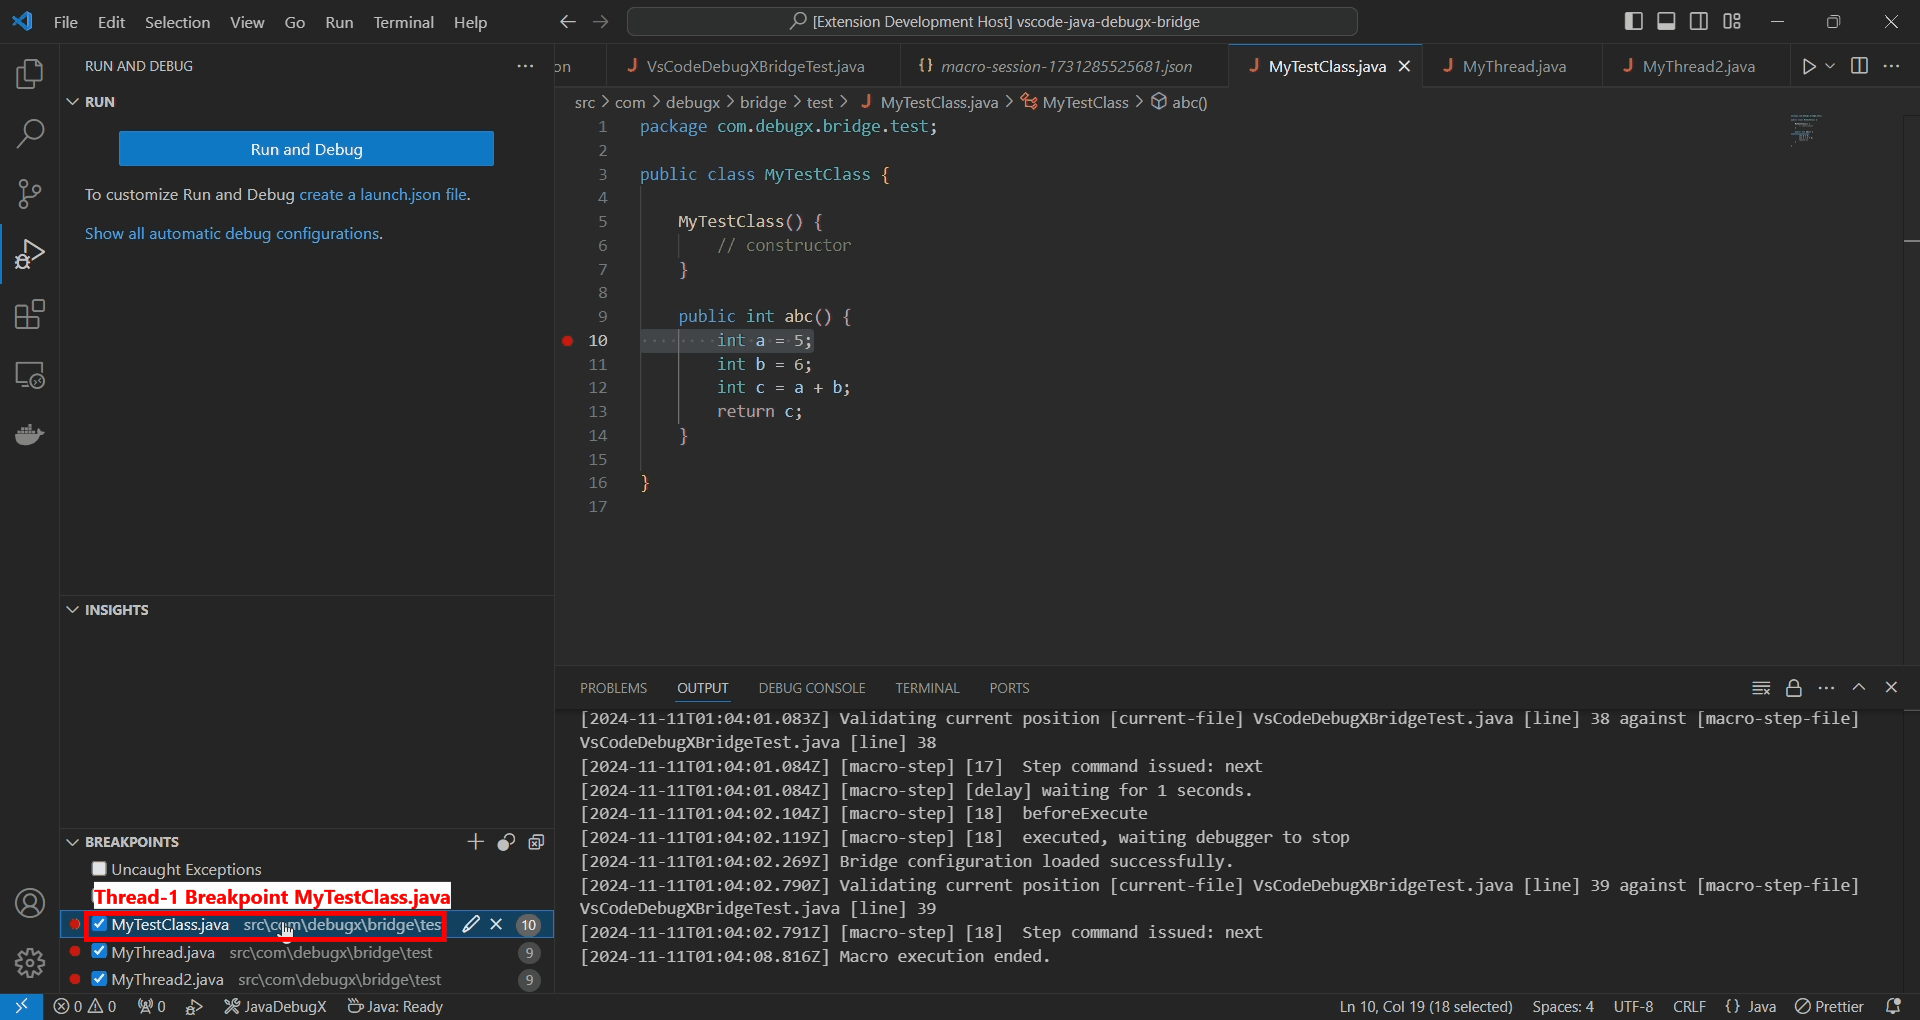 File Edit Selection View Go Run Terminal Help
[Extension Development Host] vscode-java-debugx-bridge
RUN AND DEBUG
on
VsCodeDebugXBridgeTest.java
{} macro-session-1731285525681.json
MyTestClass.java
MyThread.java
MyThread2.java
RUN
Run and Debug
To customize Run and Debug create a launch.json file.
Show all automatic debug configurations.
src > com > debugx > bridge > test > J MyTestClass.java > MyTestClass > abc()
1 package com.debugx.bridge.test;
2
3 public class MyTestClass {
4
5 MyTestClass() {
6 // constructor
7 }
8
9 public int abc() {
10 int a = 5;
11 int b = 6;
12 int c = a + b;
13 return c;
14 }
15
16 }
17
INSIGHTS
PROBLEMS OUTPUT DEBUG CONSOLE TERMINAL PORTS
[2024-11-11T01:04:01.083Z] Validating current position [current-file] VsCodeDebugXBridgeTest.java [line] 38 against [macro-step-file]
VsCodeDebugXBridgeTest.java [line] 38
[2024-11-11T01:04:01.084Z] [macro-step] [17] Step command issued: next
[2024-11-11T01:04:01.084Z] [macro-step] [delay] waiting for 1 seconds.
[2024-11-11T01:04:02.104Z] [macro-step] [18] beforeExecute
[2024-11-11T01:04:02.119Z] [macro-step] [18] executed, waiting debugger to stop
[2024-11-11T01:04:02.269Z] Bridge configuration loaded successfully.
[2024-11-11T01:04:02.790Z] Validating current position [current-file] VsCodeDebugXBridgeTest.java [line] 39 against [macro-step-file]
VsCodeDebugXBridgeTest.java [line] 39
[2024-11-11T01:04:02.791Z] [macro-step] [18] Step command issued: next
[2024-11-11T01:04:08.816Z] Macro execution ended.
BREAKPOINTS
Uncaught Exceptions
Thread-1 Breakpoint MyTestClass.java
MyTestClass.java src\com\debugx\bridge\tes 10
MyThread.java src\com\debugx\bridge\test 9
MyThread2.java src\com\debugx\bridge\test 9
0 0 0 JavaDebugX Java: Ready
Ln 10, Col 19 (18 selected) Spaces: 4 UTF-8 CRLF {} Java Prettier